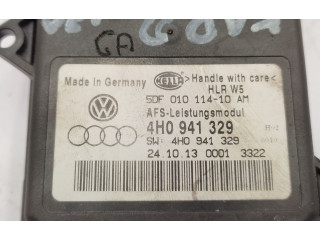 GA
Made in Germany HELLA >Handle with care<
HLR W5
5DF 010 114-10 AM
AFS-Leistungsmodul
4H0 941 329
SW: 4H0 941 329
24.10.13 0001 3322